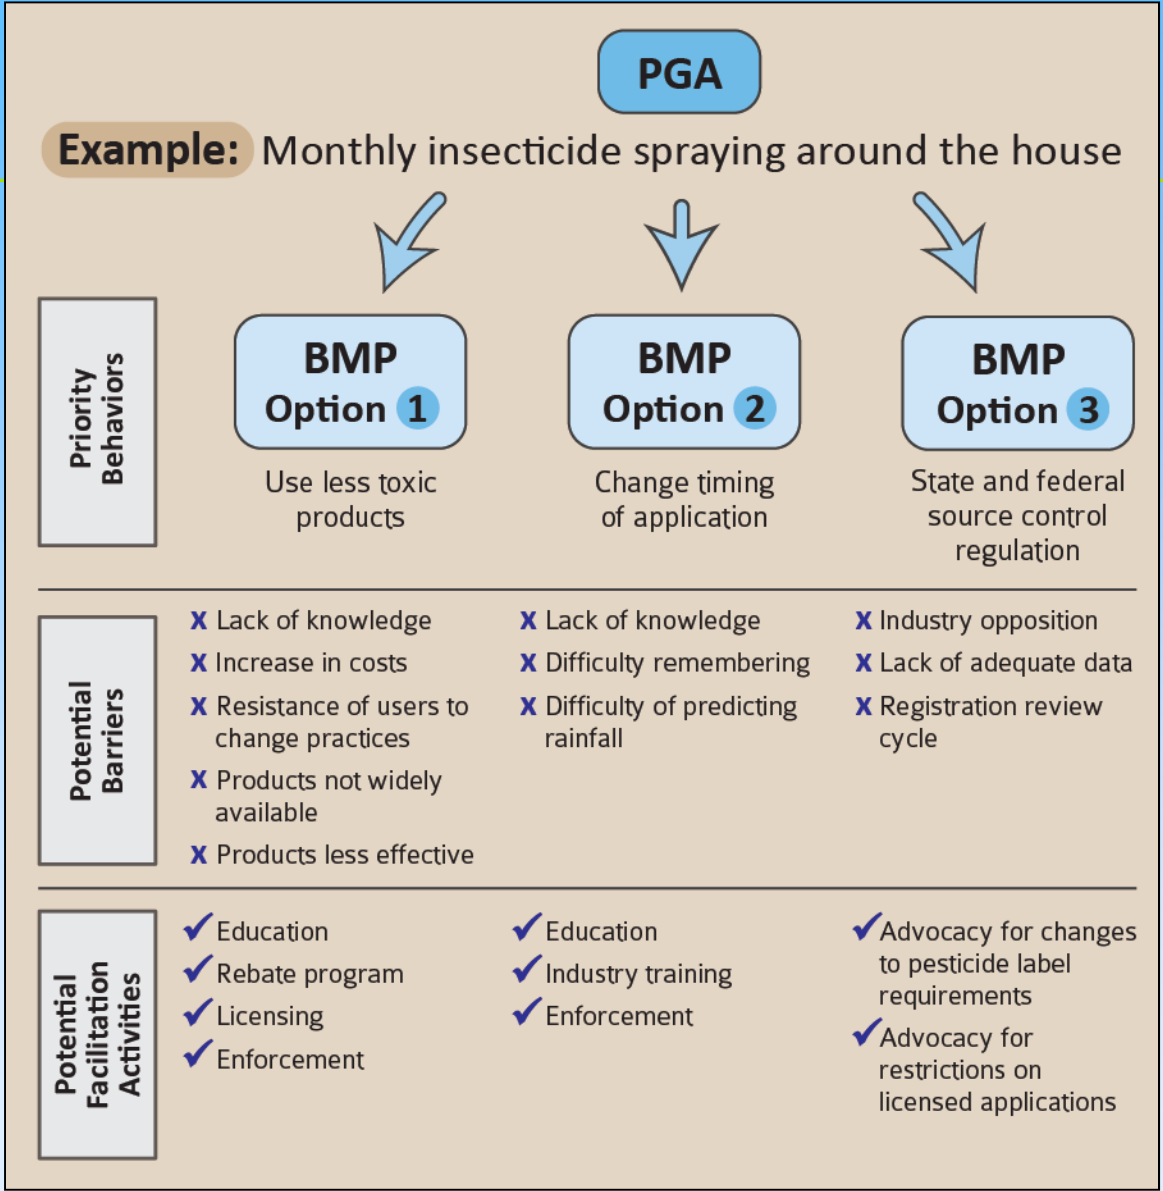 PGA
Example: Monthly insecticide spraying around the house
Priority
Behaviors
BMP
Option 1
Use less toxic
products
BMP
Option 2
Change timing
of application
BMP
Option 3
State and federal
source control
regulation
Potential
Barriers
X Lack of knowledge
X Increase in costs
X Resistance of users to
change practices
X Products not widely
available
X Products less effective
X Lack of knowledge
X Difficulty remembering
X Difficulty of predicting
rainfall
X Industry opposition
X Lack of adequate data
X Registration review
cycle
Potential
Facilitation
Activities
✓ Education
✓ Rebate program
✓ Licensing
✓ Enforcement
✓ Education
✓ Industry training
✓ Enforcement
✓ Advocacy for changes
to pesticide label
requirements
✓ Advocacy for
restrictions on
licensed applications